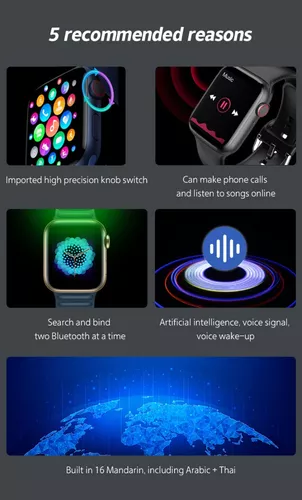 5 recommended reasons
Music
Imported high precision knob switch
Can make phone calls
and listen to songs online
Search and bind
two Bluetooth at a time
Artificial intelligence, voice signal,
voice wake-up
Built in 16 Mandarin, including Arabic + Thai